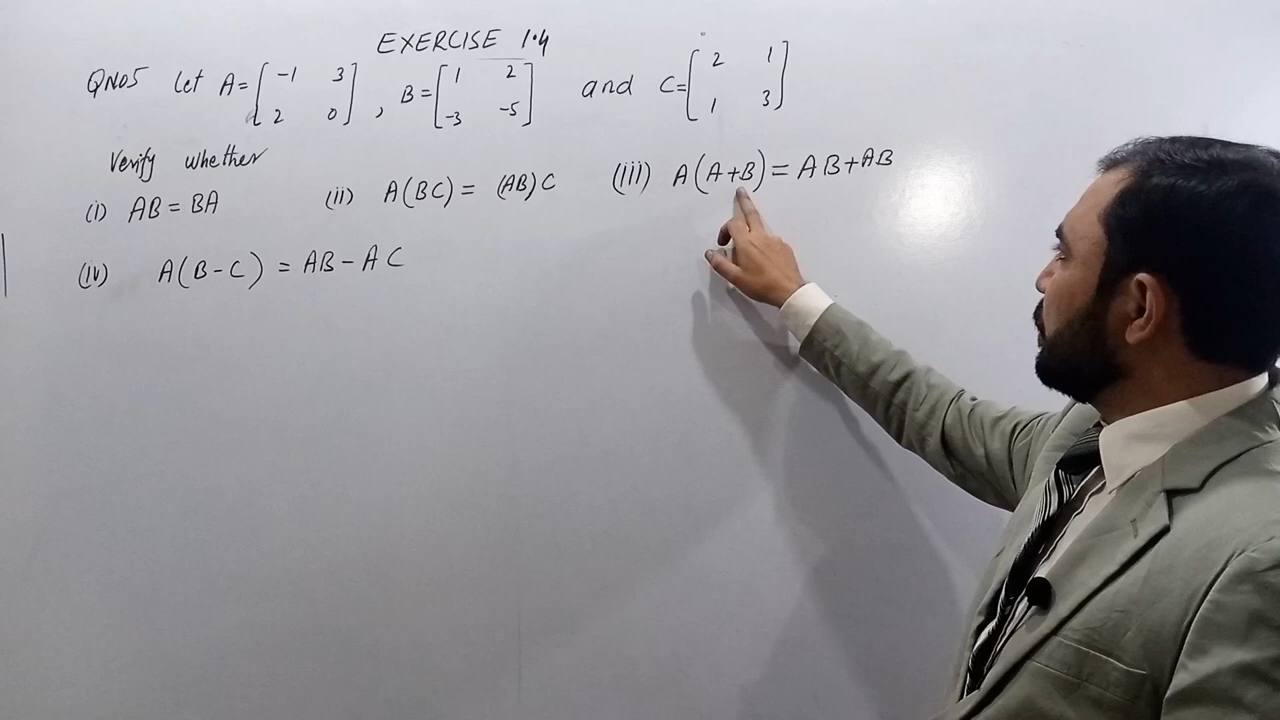 EXERCISE 1.4
QNO5 Let A = [ -1 3 ; 2 0 ] , B = [ 1 2 ; -3 -5 ] and C = [ 2 1 ; 1 3 ]
Verify whether
(i) AB = BA (ii) A(BC) = (AB)C (iii) A(A+B) = AB + AB
(iv) A(B-C) = AB - AC